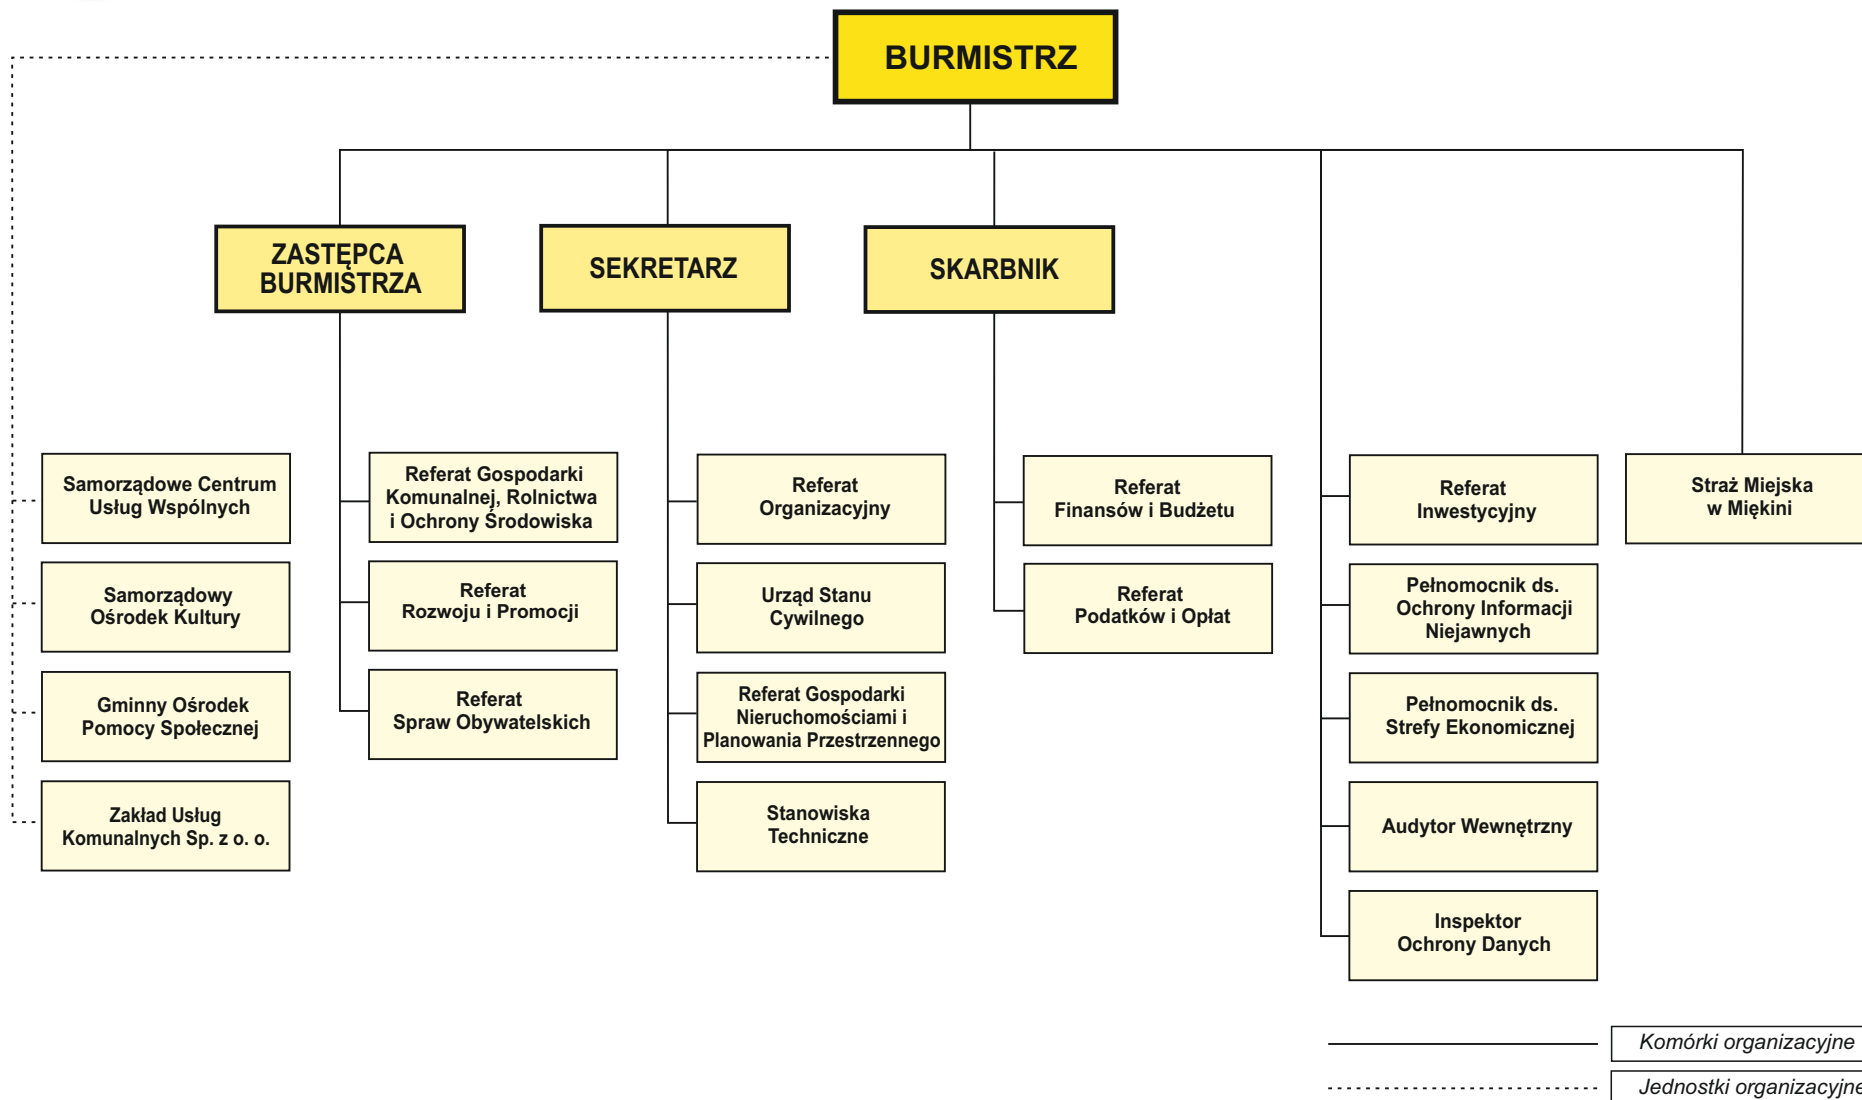 BURMISTRZ
ZASTĘPCA
BURMISTRZA
SEKRETARZ
SKARBNIK
Samorządowe Centrum
Usług Wspólnych
Samorządowy
Ośrodek Kultury
Gminny Ośrodek
Pomocy Społecznej
Zakład Usług
Komunalnych Sp. z o. o.
Referat Gospodarki
Komunalnej, Rolnictwa
i Ochrony Środowiska
Referat
Rozwoju i Promocji
Referat
Spraw Obywatelskich
Referat
Organizacyjny
Urząd Stanu
Cywilnego
Referat Gospodarki
Nieruchomościami i
Planowania Przestrzennego
Stanowiska
Techniczne
Referat
Finansów i Budżetu
Referat
Podatków i Opłat
Referat
Inwestycyjny
Pełnomocnik ds.
Ochrony Informacji
Niejawnych
Pełnomocnik ds.
Strefy Ekonomicznej
Audytor Wewnętrzny
Inspektor
Ochrony Danych
Straż Miejska
w Miękini
Komórki organizacyjne
Jednostki organizacyjne